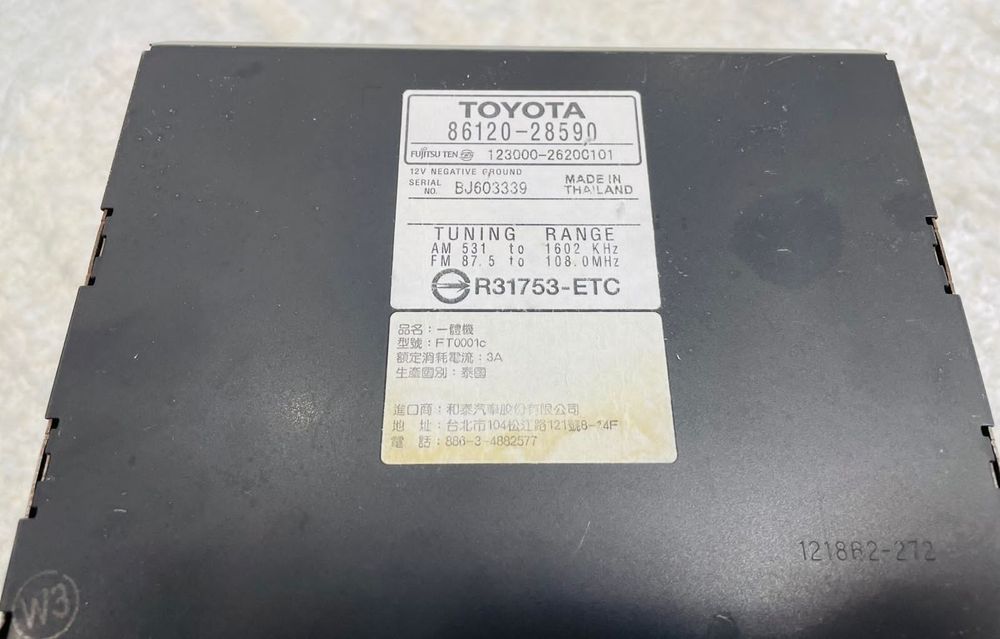 TOYOTA
86120-28590
FUJITSU TEN 123000-26200101
12V NEGATIVE GROUND
SERIAL NO. BJ603339
MADE IN THAILAND
TUNING RANGE
AM 531 to 1602 KHz
FM 87.5 to 108.0MHz
R31753-ETC
品名：一體機
型號：FT0001c
額定消耗電流：3A
生產國別：泰國
進口商：和泰汽車股份有限公司
地 址：台北市104松江路121號8-14F
電 話：886-3-4882577
1218B2-272
W3